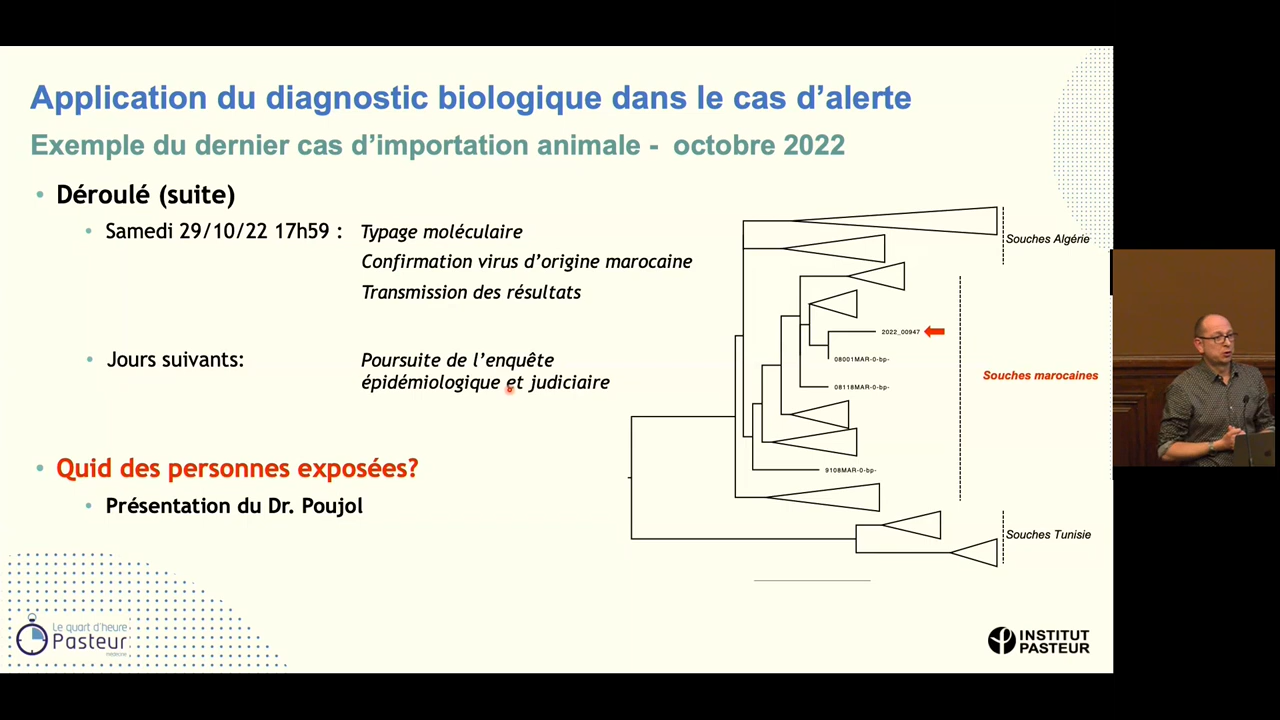 Application du diagnostic biologique dans le cas d’alerte
Exemple du dernier cas d’importation animale - octobre 2022
• Déroulé (suite)
• Samedi 29/10/22 17h59 : Typage moléculaire
Confirmation virus d’origine marocaine
Transmission des résultats
• Jours suivants: Poursuite de l’enquête
épidémiologique et judiciaire
• Quid des personnes exposées?
• Présentation du Dr. Poujol
Souches Algérie
2022_00947
08001MAR-0-bp-
Souches marocaines
08118MAR-0-bp-
9108MAR-0-bp-
Souches Tunisie
Le quart d’heure
Pasteur
médecine
INSTITUT
PASTEUR